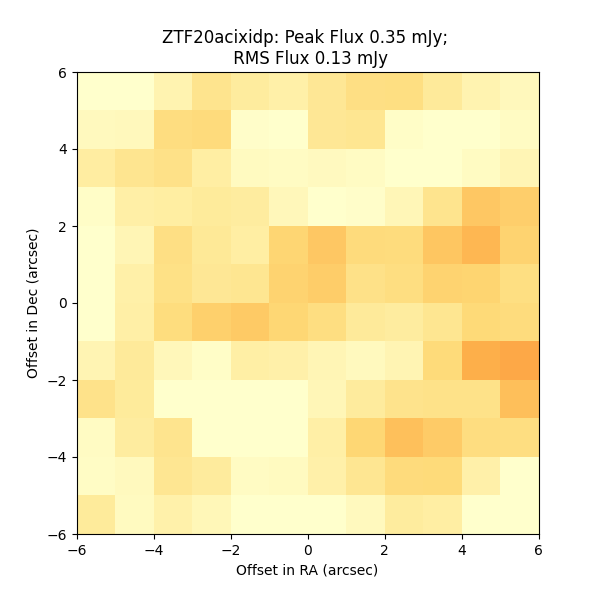 ZTF20acixidp: Peak Flux 0.35 mJy;
RMS Flux 0.13 mJy
6
4
2
0
−2
−4
−6
Offset in Dec (arcsec)
−6 −4 −2 0 2 4 6
Offset in RA (arcsec)